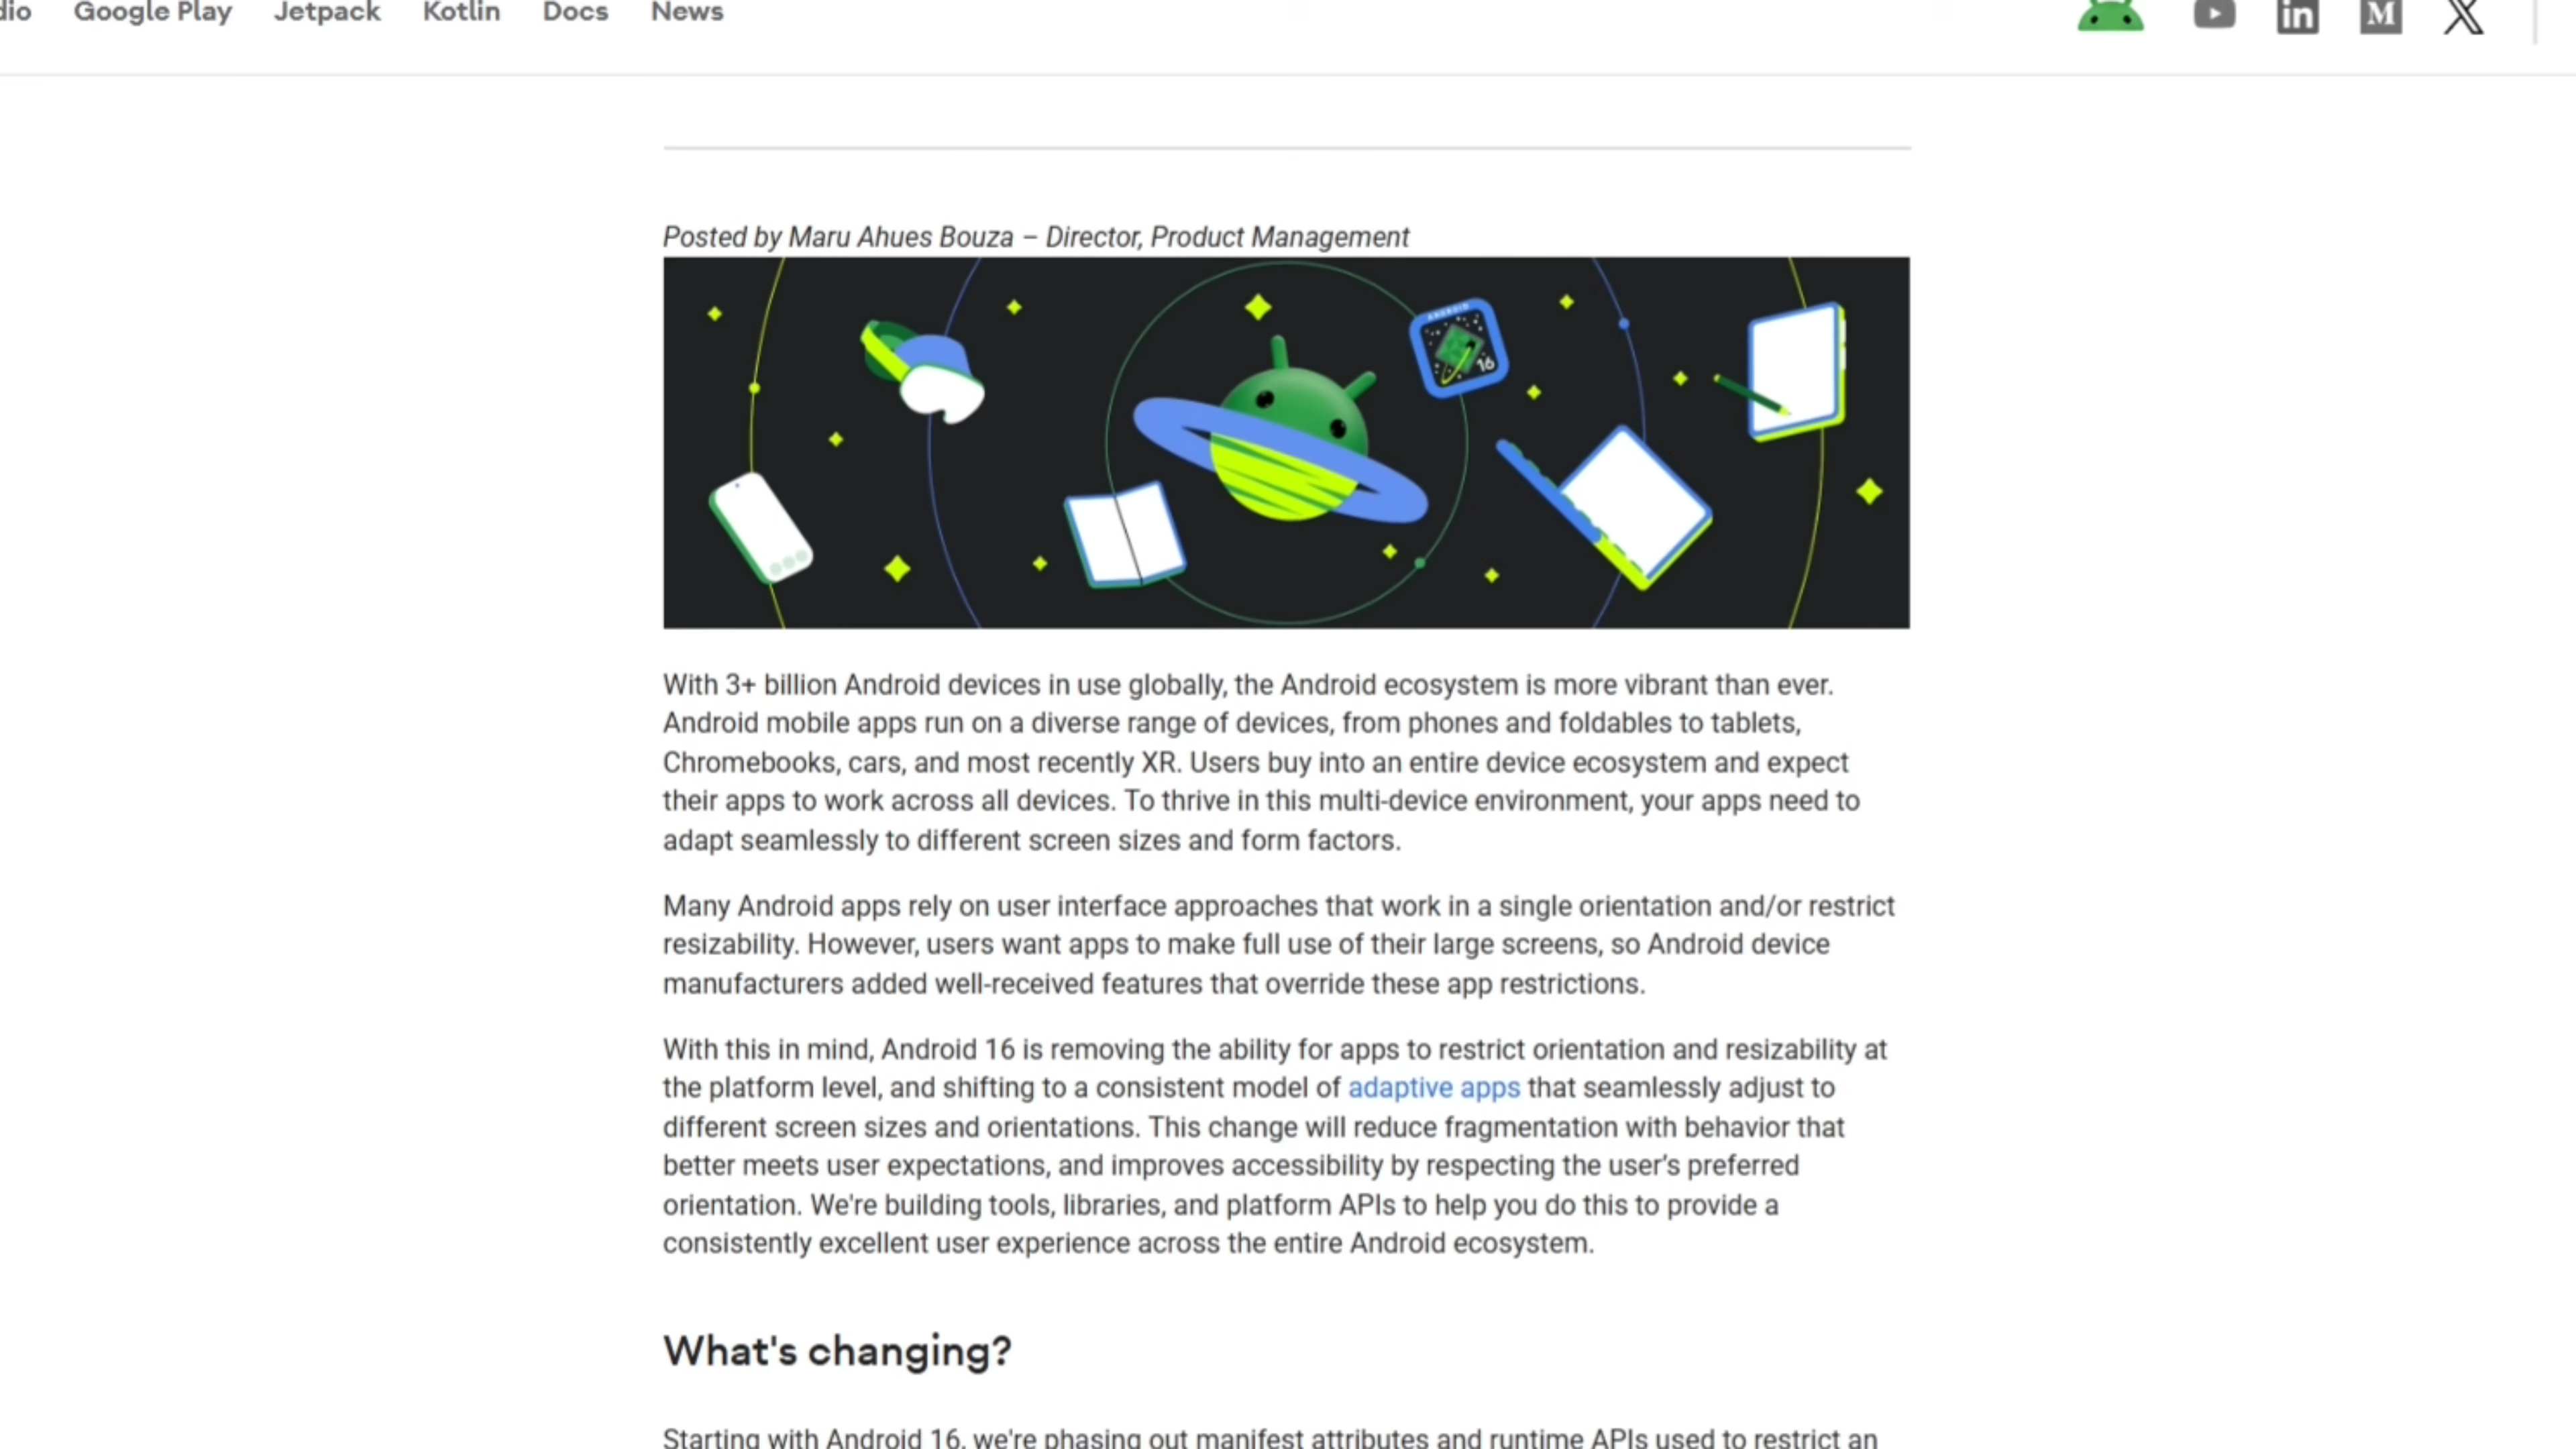 dio Google Play Jetpack Kotlin Docs News
in M X
Posted by Maru Ahues Bouza – Director, Product Management
ANDROID
16
With 3+ billion Android devices in use globally, the Android ecosystem is more vibrant than ever.
Android mobile apps run on a diverse range of devices, from phones and foldables to tablets,
Chromebooks, cars, and most recently XR. Users buy into an entire device ecosystem and expect
their apps to work across all devices. To thrive in this multi-device environment, your apps need to
adapt seamlessly to different screen sizes and form factors.
Many Android apps rely on user interface approaches that work in a single orientation and/or restrict
resizability. However, users want apps to make full use of their large screens, so Android device
manufacturers added well-received features that override these app restrictions.
With this in mind, Android 16 is removing the ability for apps to restrict orientation and resizability at
the platform level, and shifting to a consistent model of adaptive apps that seamlessly adjust to
different screen sizes and orientations. This change will reduce fragmentation with behavior that
better meets user expectations, and improves accessibility by respecting the user’s preferred
orientation. We're building tools, libraries, and platform APIs to help you do this to provide a
consistently excellent user experience across the entire Android ecosystem.
What's changing?
Starting with Android 16, we're phasing out manifest attributes and runtime APIs used to restrict an